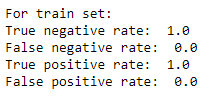 For train set:
True negative rate:  1.0
False negative rate:  0.0
True positive rate:  1.0
False positive rate:  0.0